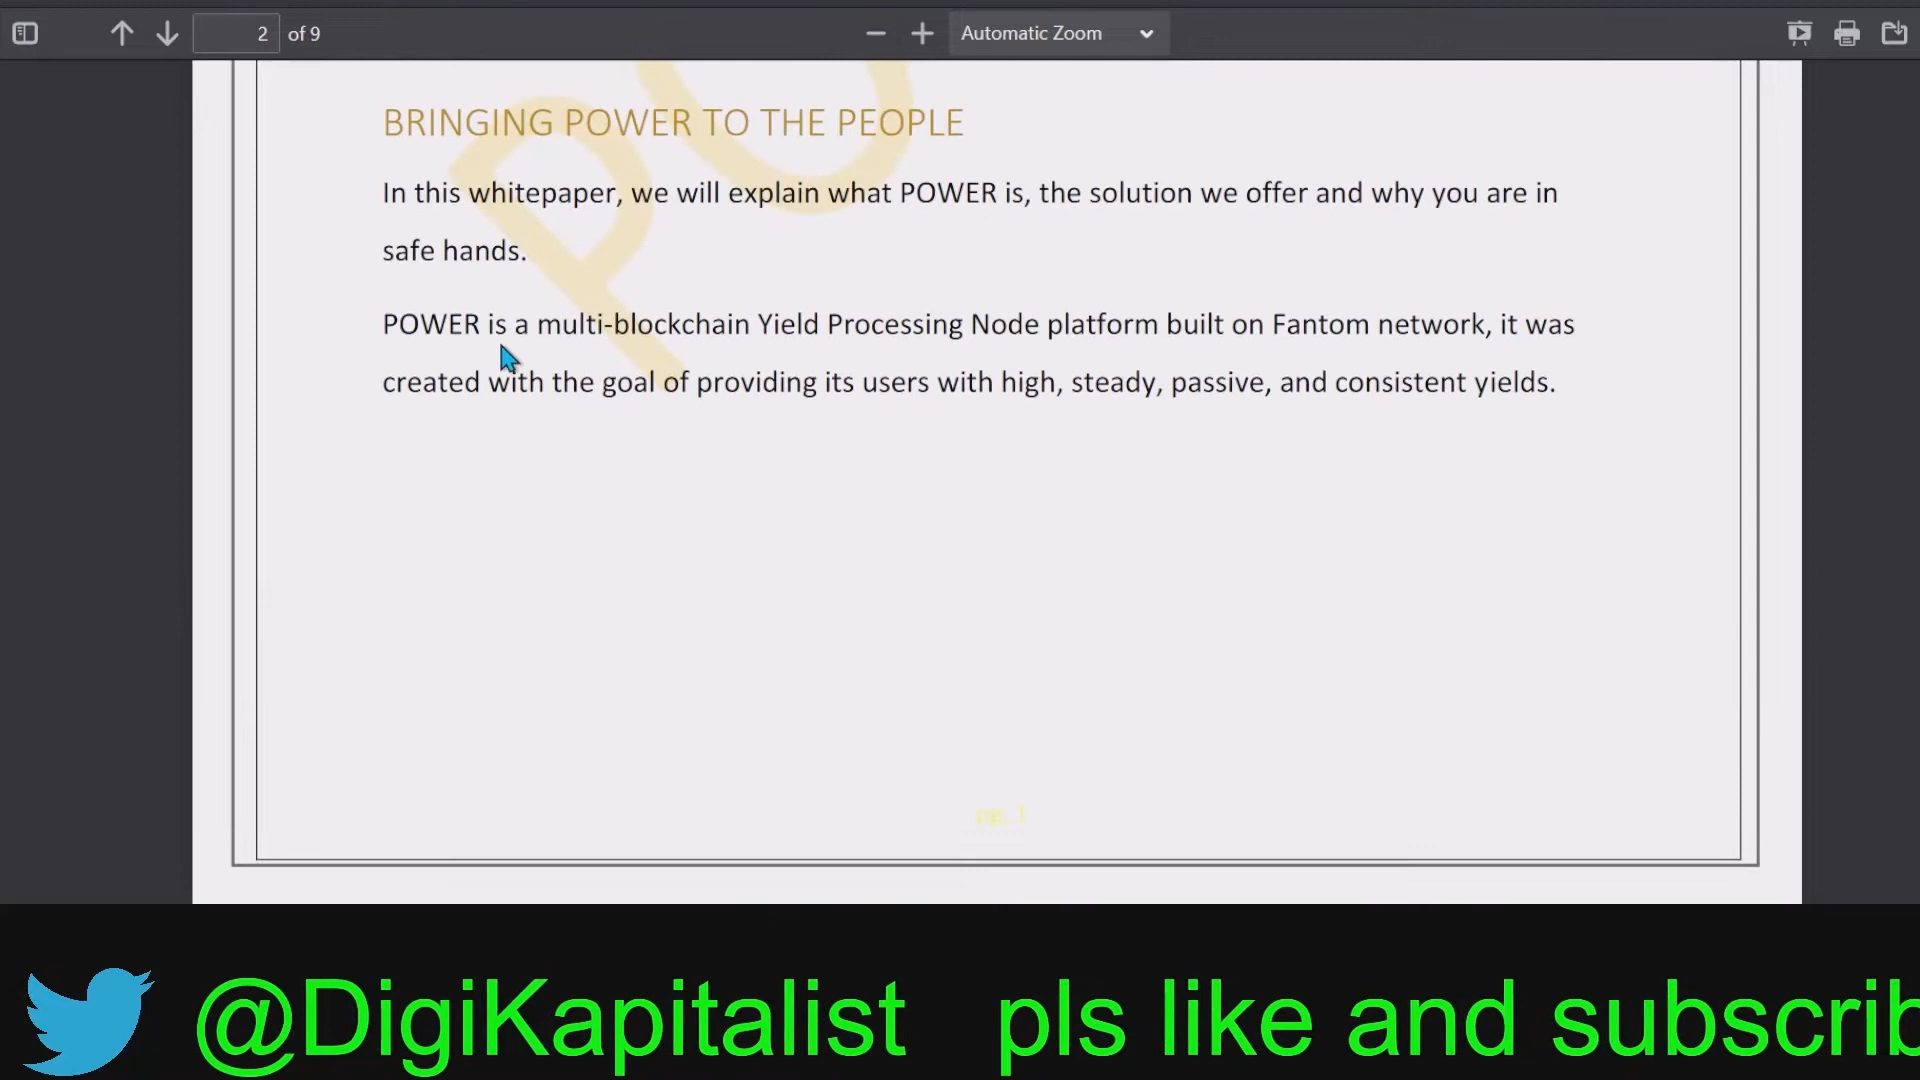 2 of 9
Automatic Zoom
PO
BRINGING POWER TO THE PEOPLE
In this whitepaper, we will explain what POWER is, the solution we offer and why you are in
safe hands.
POWER is a multi-blockchain Yield Processing Node platform built on Fantom network, it was
created with the goal of providing its users with high, steady, passive, and consistent yields.
pg. 1
@DigiKapitalist pls like and subscrib